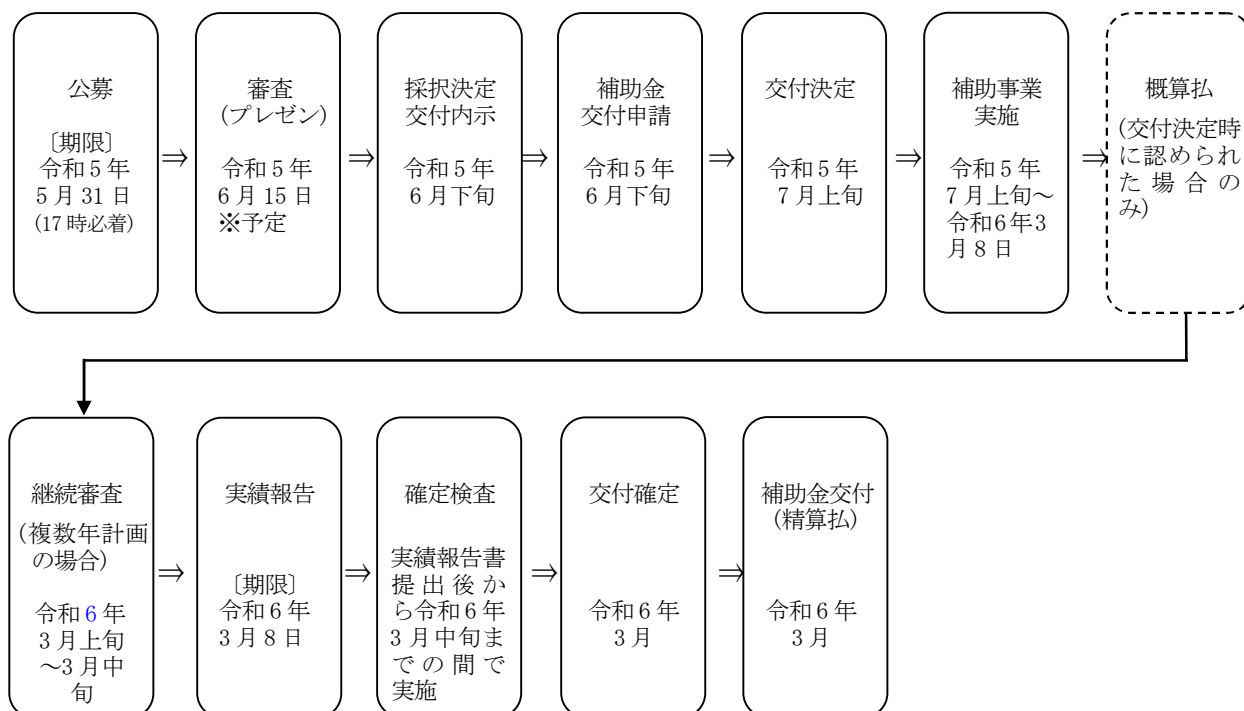 公募
〔期限〕
令和5年
5月31日
(17時必着)
⇒
審査
(プレゼン)
令和5年
6月15日
※予定
⇒
採択決定
交付内示
令和5年
6月下旬
⇒
補助金
交付申請
令和5年
6月下旬
⇒
交付決定
令和5年
7月上旬
⇒
補助事業
実施
令和5年
7月上旬~
令和6年3
月8日
⇒
概算払
(交付決定時
に認められ
た場合の
み)
継続審査
(複数年計画
の場合)
令和6年
3月上旬
~3月中
旬
⇒
実績報告
〔期限〕
令和6年
3月8日
⇒
確定検査
実績報告書
提出後か
ら令和6年
3月中旬ま
での間で
実施
⇒
交付確定
令和6年
3月
⇒
補助金交付
(精算払)
令和6年
3月